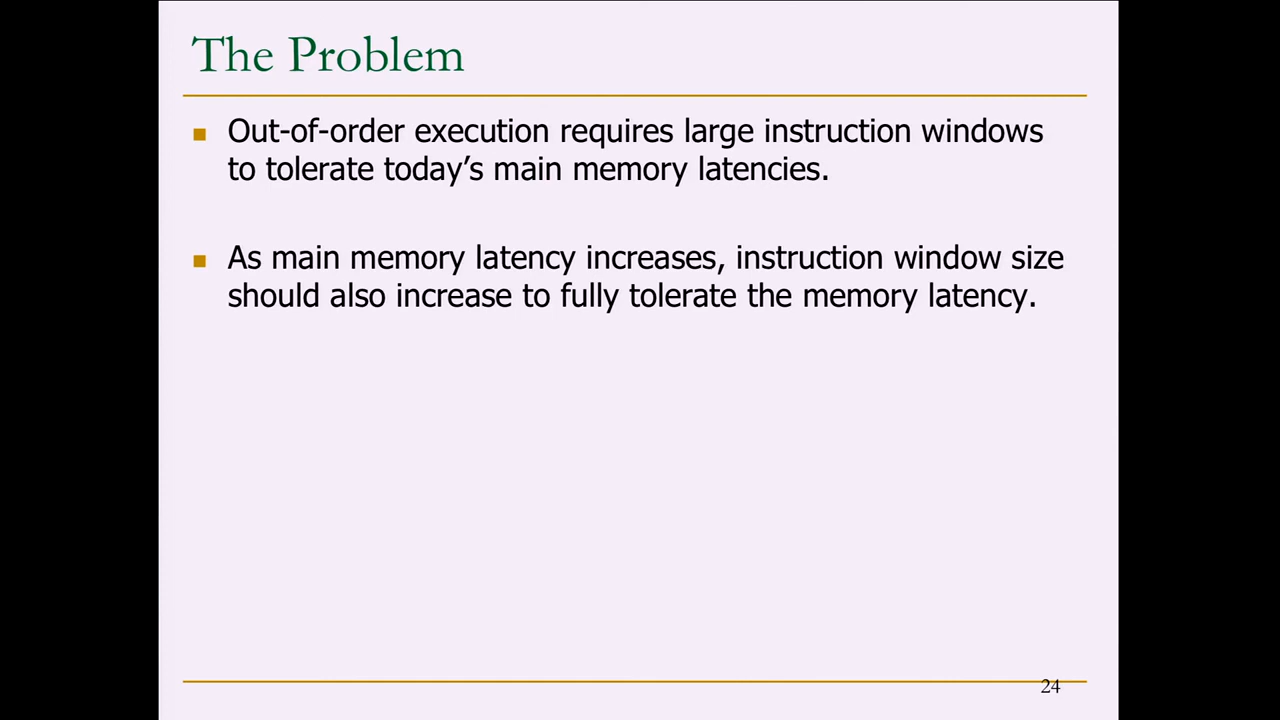 The Problem
Out-of-order execution requires large instruction windows
to tolerate today’s main memory latencies.
As main memory latency increases, instruction window size
should also increase to fully tolerate the memory latency.
24